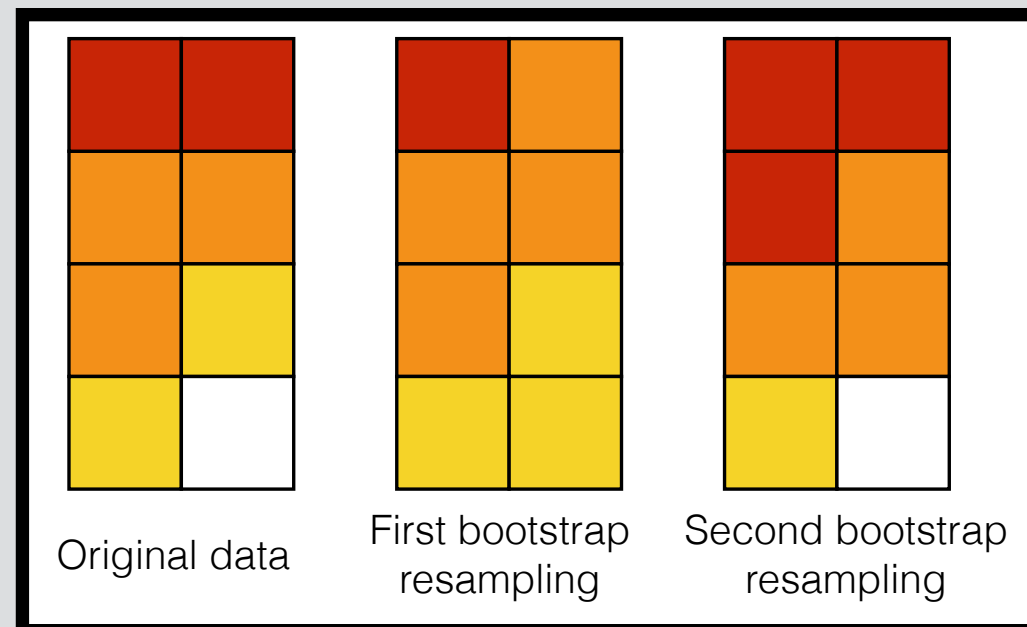 Original data
First bootstrap
resampling
Second bootstrap
resampling